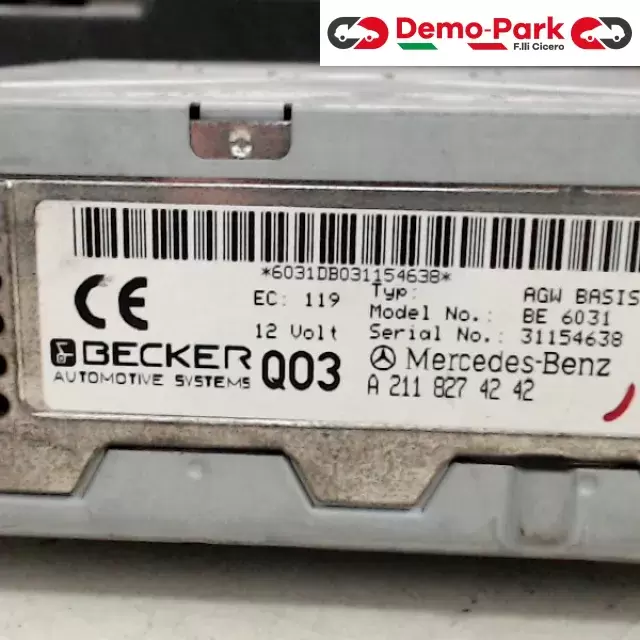 Demo-Park
F.lli Cicero
*6031DB031154638*
CE
EC: 119
12 Volt
Typ: AGW BASIS
Model No.: BE 6031
Serial No.: 31154638
BECKER
AUTOMOTIVE SYSTEMS
Q03
Mercedes-Benz
A 211 827 42 42